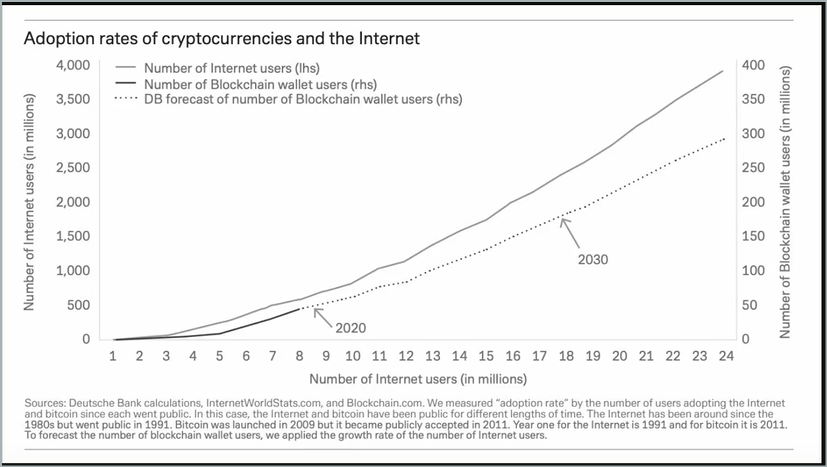 Adoption rates of cryptocurrencies and the Internet
Number of Internet users (lhs)
Number of Blockchain wallet users (rhs)
DB forecast of number of Blockchain wallet users (rhs)
Number of Internet users (in millions)
4,000
3,500
3,000
2,500
2,000
1,500
1,000
500
0
400
350
300
250
200
150
100
50
0
Number of Blockchain wallet users (in millions)
2030
2020
1 2 3 4 5 6 7 8 9 10 11 12 13 14 15 16 17 18 19 20 21 22 23 24
Number of Internet users (in millions)
Sources: Deutsche Bank calculations, InternetWorldStats.com, and Blockchain.com. We measured “adoption rate” by the number of users adopting the Internet
and bitcoin since each went public. In this case, the Internet and bitcoin have been public for different lengths of time. The Internet has been around since the
1980s but went public in 1991. Bitcoin was launched in 2009 but it became publicly accepted in 2011. Year one for the Internet is 1991 and for bitcoin it is 2011.
To forecast the number of blockchain wallet users, we applied the growth rate of the number of Internet users.